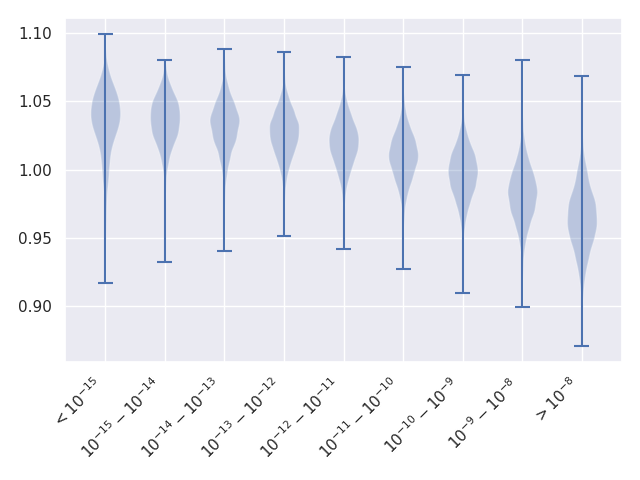 1.10
1.05
1.00
0.95
0.90
< 10⁻¹⁵
10⁻¹⁵ – 10⁻¹⁴
10⁻¹⁴ – 10⁻¹³
10⁻¹³ – 10⁻¹²
10⁻¹² – 10⁻¹¹
10⁻¹¹ – 10⁻¹⁰
10⁻¹⁰ – 10⁻⁹
10⁻⁹ – 10⁻⁸
> 10⁻⁸